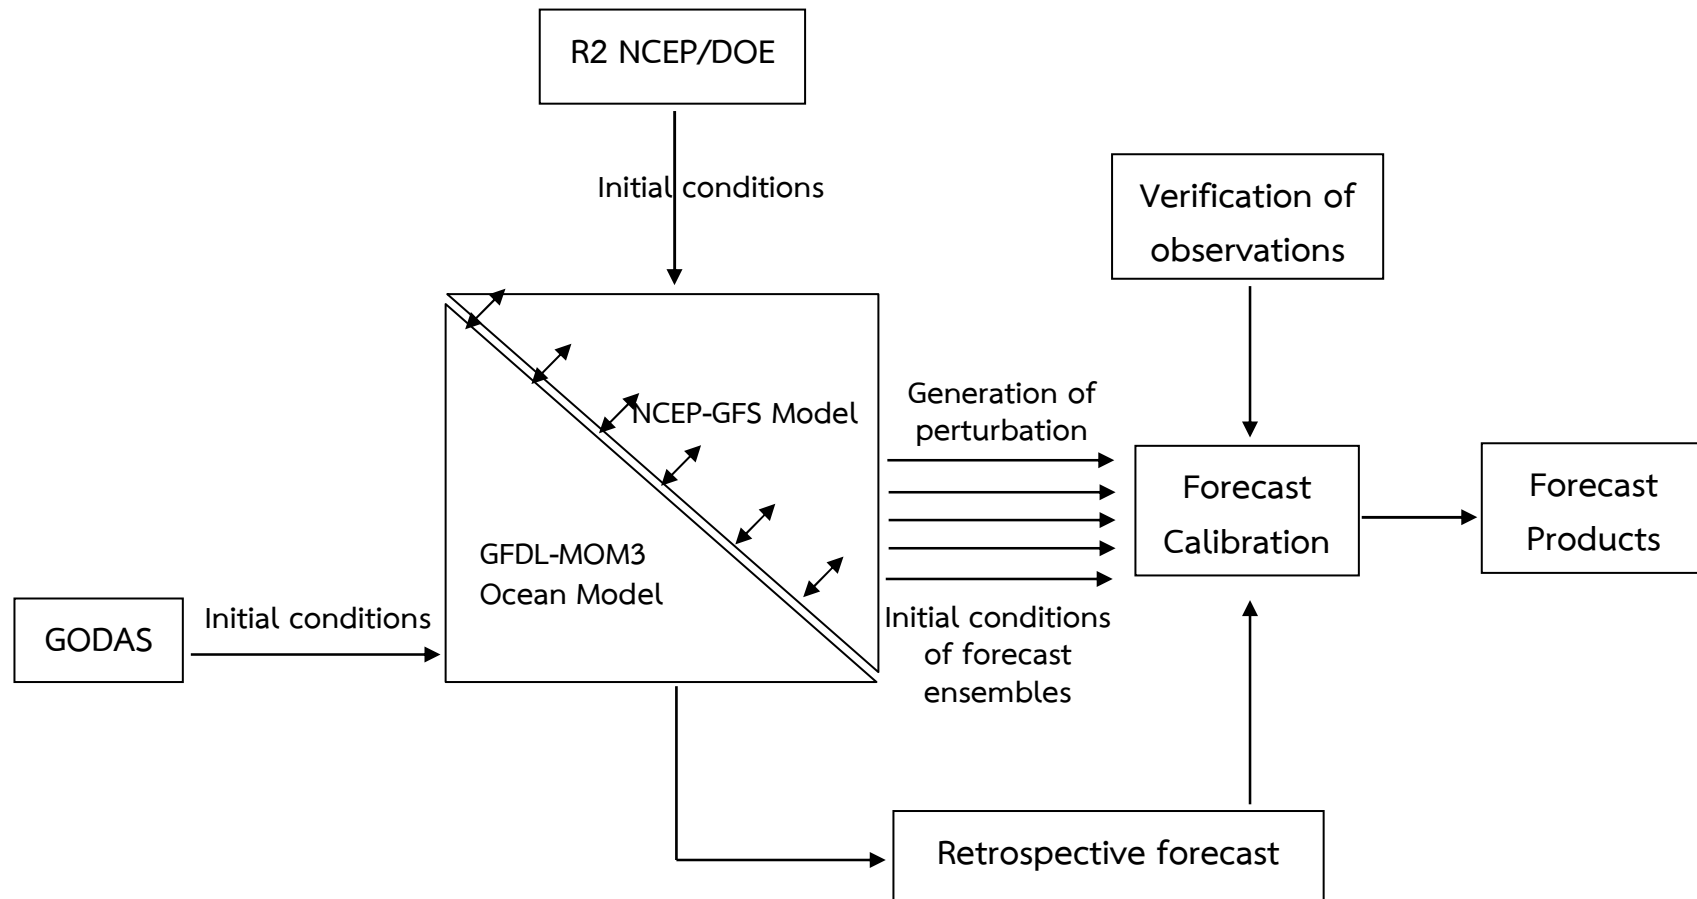 R2 NCEP/DOE
Initial conditions
Verification of
observations
NCEP-GFS Model
Generation of
perturbation
Forecast
Calibration
Forecast
Products
GFDL-MOM3
Ocean Model
GODAS
Initial conditions
Initial conditions
of forecast
ensembles
Retrospective forecast